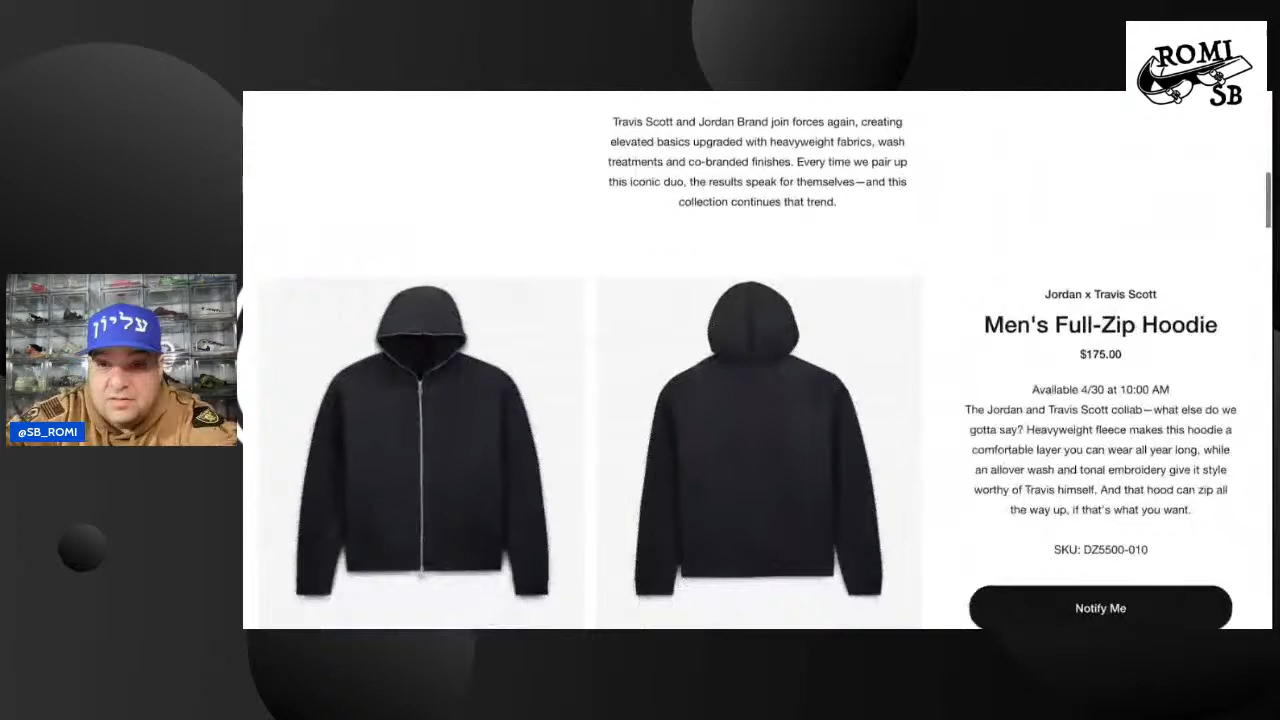 ROMI
SB
Travis Scott and Jordan Brand join forces again, creating
elevated basics upgraded with heavyweight fabrics, wash
treatments and co-branded finishes. Every time we pair up
this iconic duo, the results speak for themselves—and this
collection continues that trend.
Jordan x Travis Scott
Men's Full-Zip Hoodie
$175.00
Available 4/30 at 10:00 AM
The Jordan and Travis Scott collab—what else do we
gotta say? Heavyweight fleece makes this hoodie a
comfortable layer you can wear all year long, while
an allover wash and tonal embroidery give it style
worthy of Travis himself. And that hood can zip all
the way up, if that's what you want.
SKU: DZ5500-010
Notify Me
עליון
@SB_ROMI